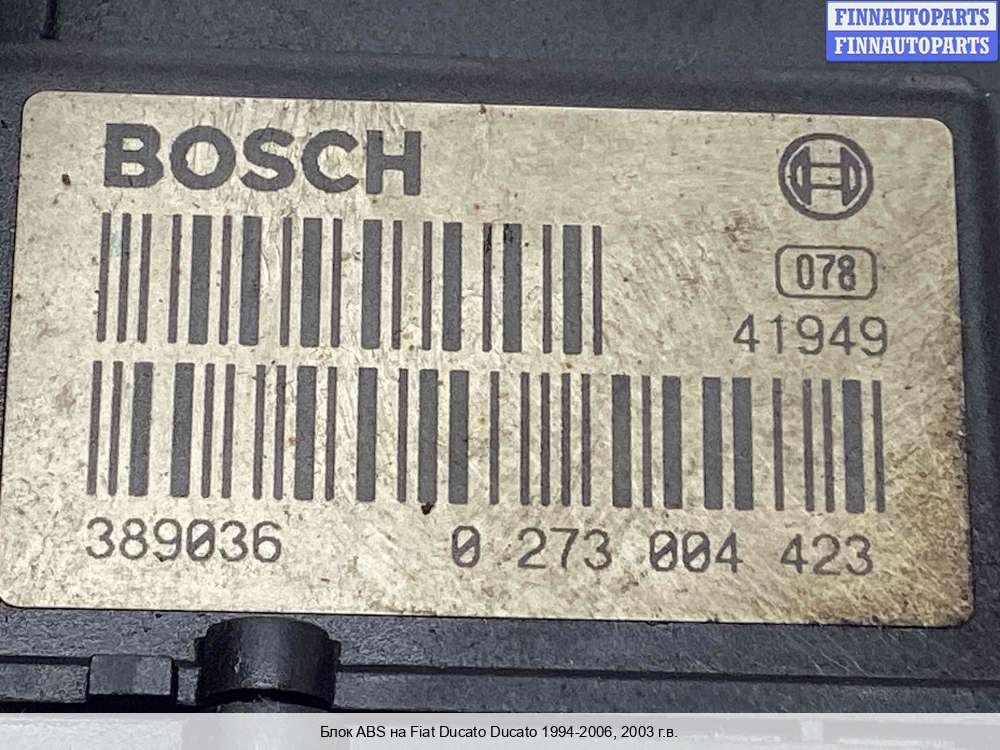 FINNAUTOPARTS
FINNAUTOPARTS
BOSCH
078
41949
389036 0 273 004 423
Блок ABS на Fiat Ducato Ducato 1994-2006, 2003 г.в.